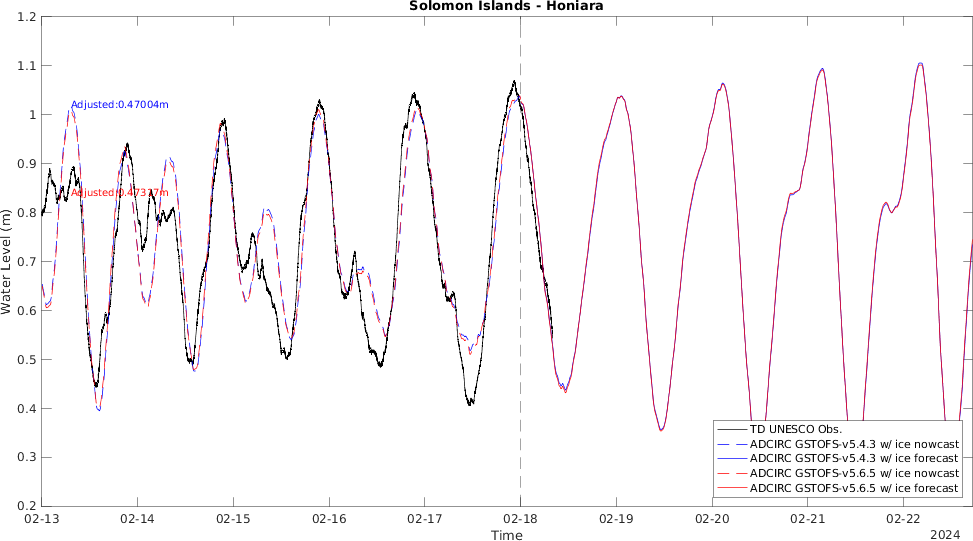 Solomon Islands - Honiara
1.2
1.1
1
0.9
0.8
0.7
0.6
0.5
0.4
0.3
0.2
Water Level (m)
Adjusted:0.47004m
Adjusted:0.47377m
TD UNESCO Obs.
ADCIRC GSTOFS-v5.4.3 w/ ice nowcast
ADCIRC GSTOFS-v5.4.3 w/ ice forecast
ADCIRC GSTOFS-v5.6.5 w/ ice nowcast
ADCIRC GSTOFS-v5.6.5 w/ ice forecast
02-13 02-14 02-15 02-16 02-17 02-18 02-19 02-20 02-21 02-22
Time
2024